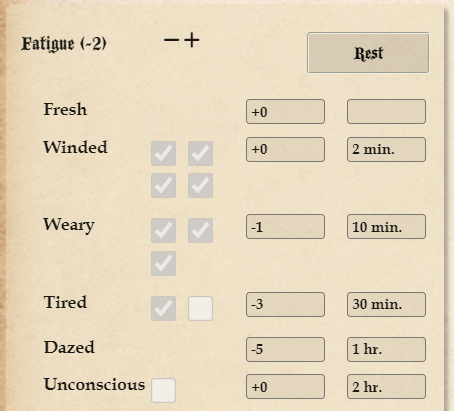 Fatigue (-2) − + Rest
Fresh +0
Winded +0 2 min.
Weary -1 10 min.
Tired -3 30 min.
Dazed -5 1 hr.
Unconscious +0 2 hr.